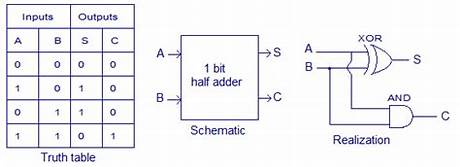 Inputs Outputs
A B S C
0 0 0 0
1 0 1 0
0 1 1 0
1 1 0 1
Truth table
A
B
1 bit
half adder
S
C
Schematic
XOR
A
B
S
AND
C
Realization